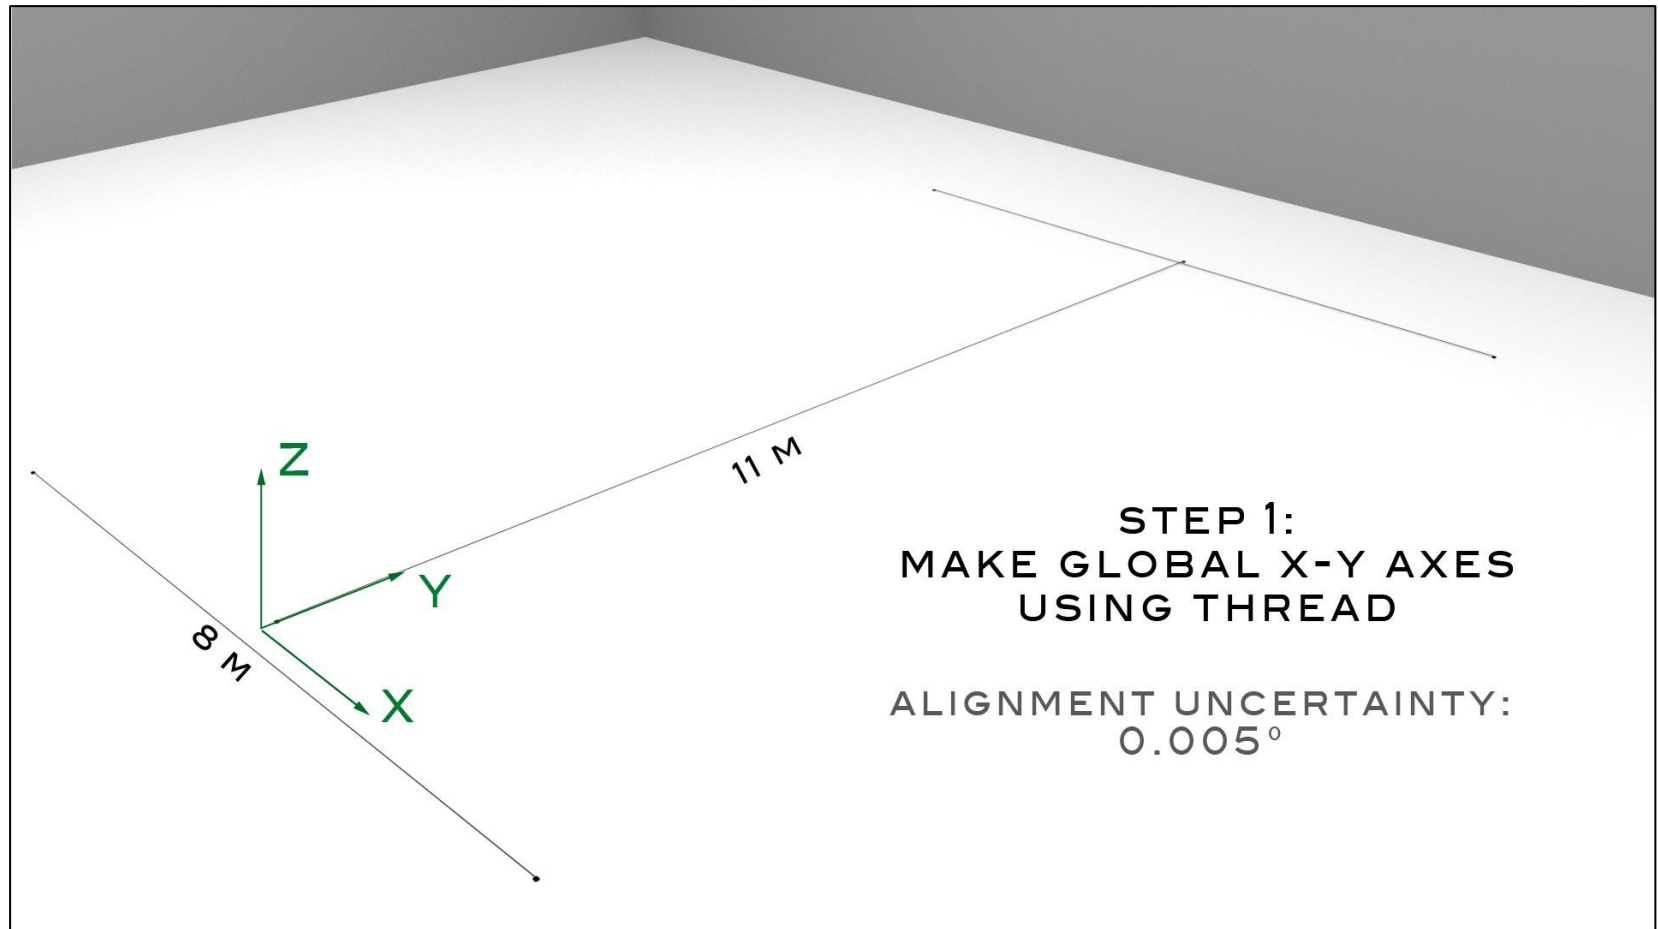 Z
11 M
Y
8 M
X
STEP 1:
MAKE GLOBAL X-Y AXES
USING THREAD
ALIGNMENT UNCERTAINTY:
0.005°